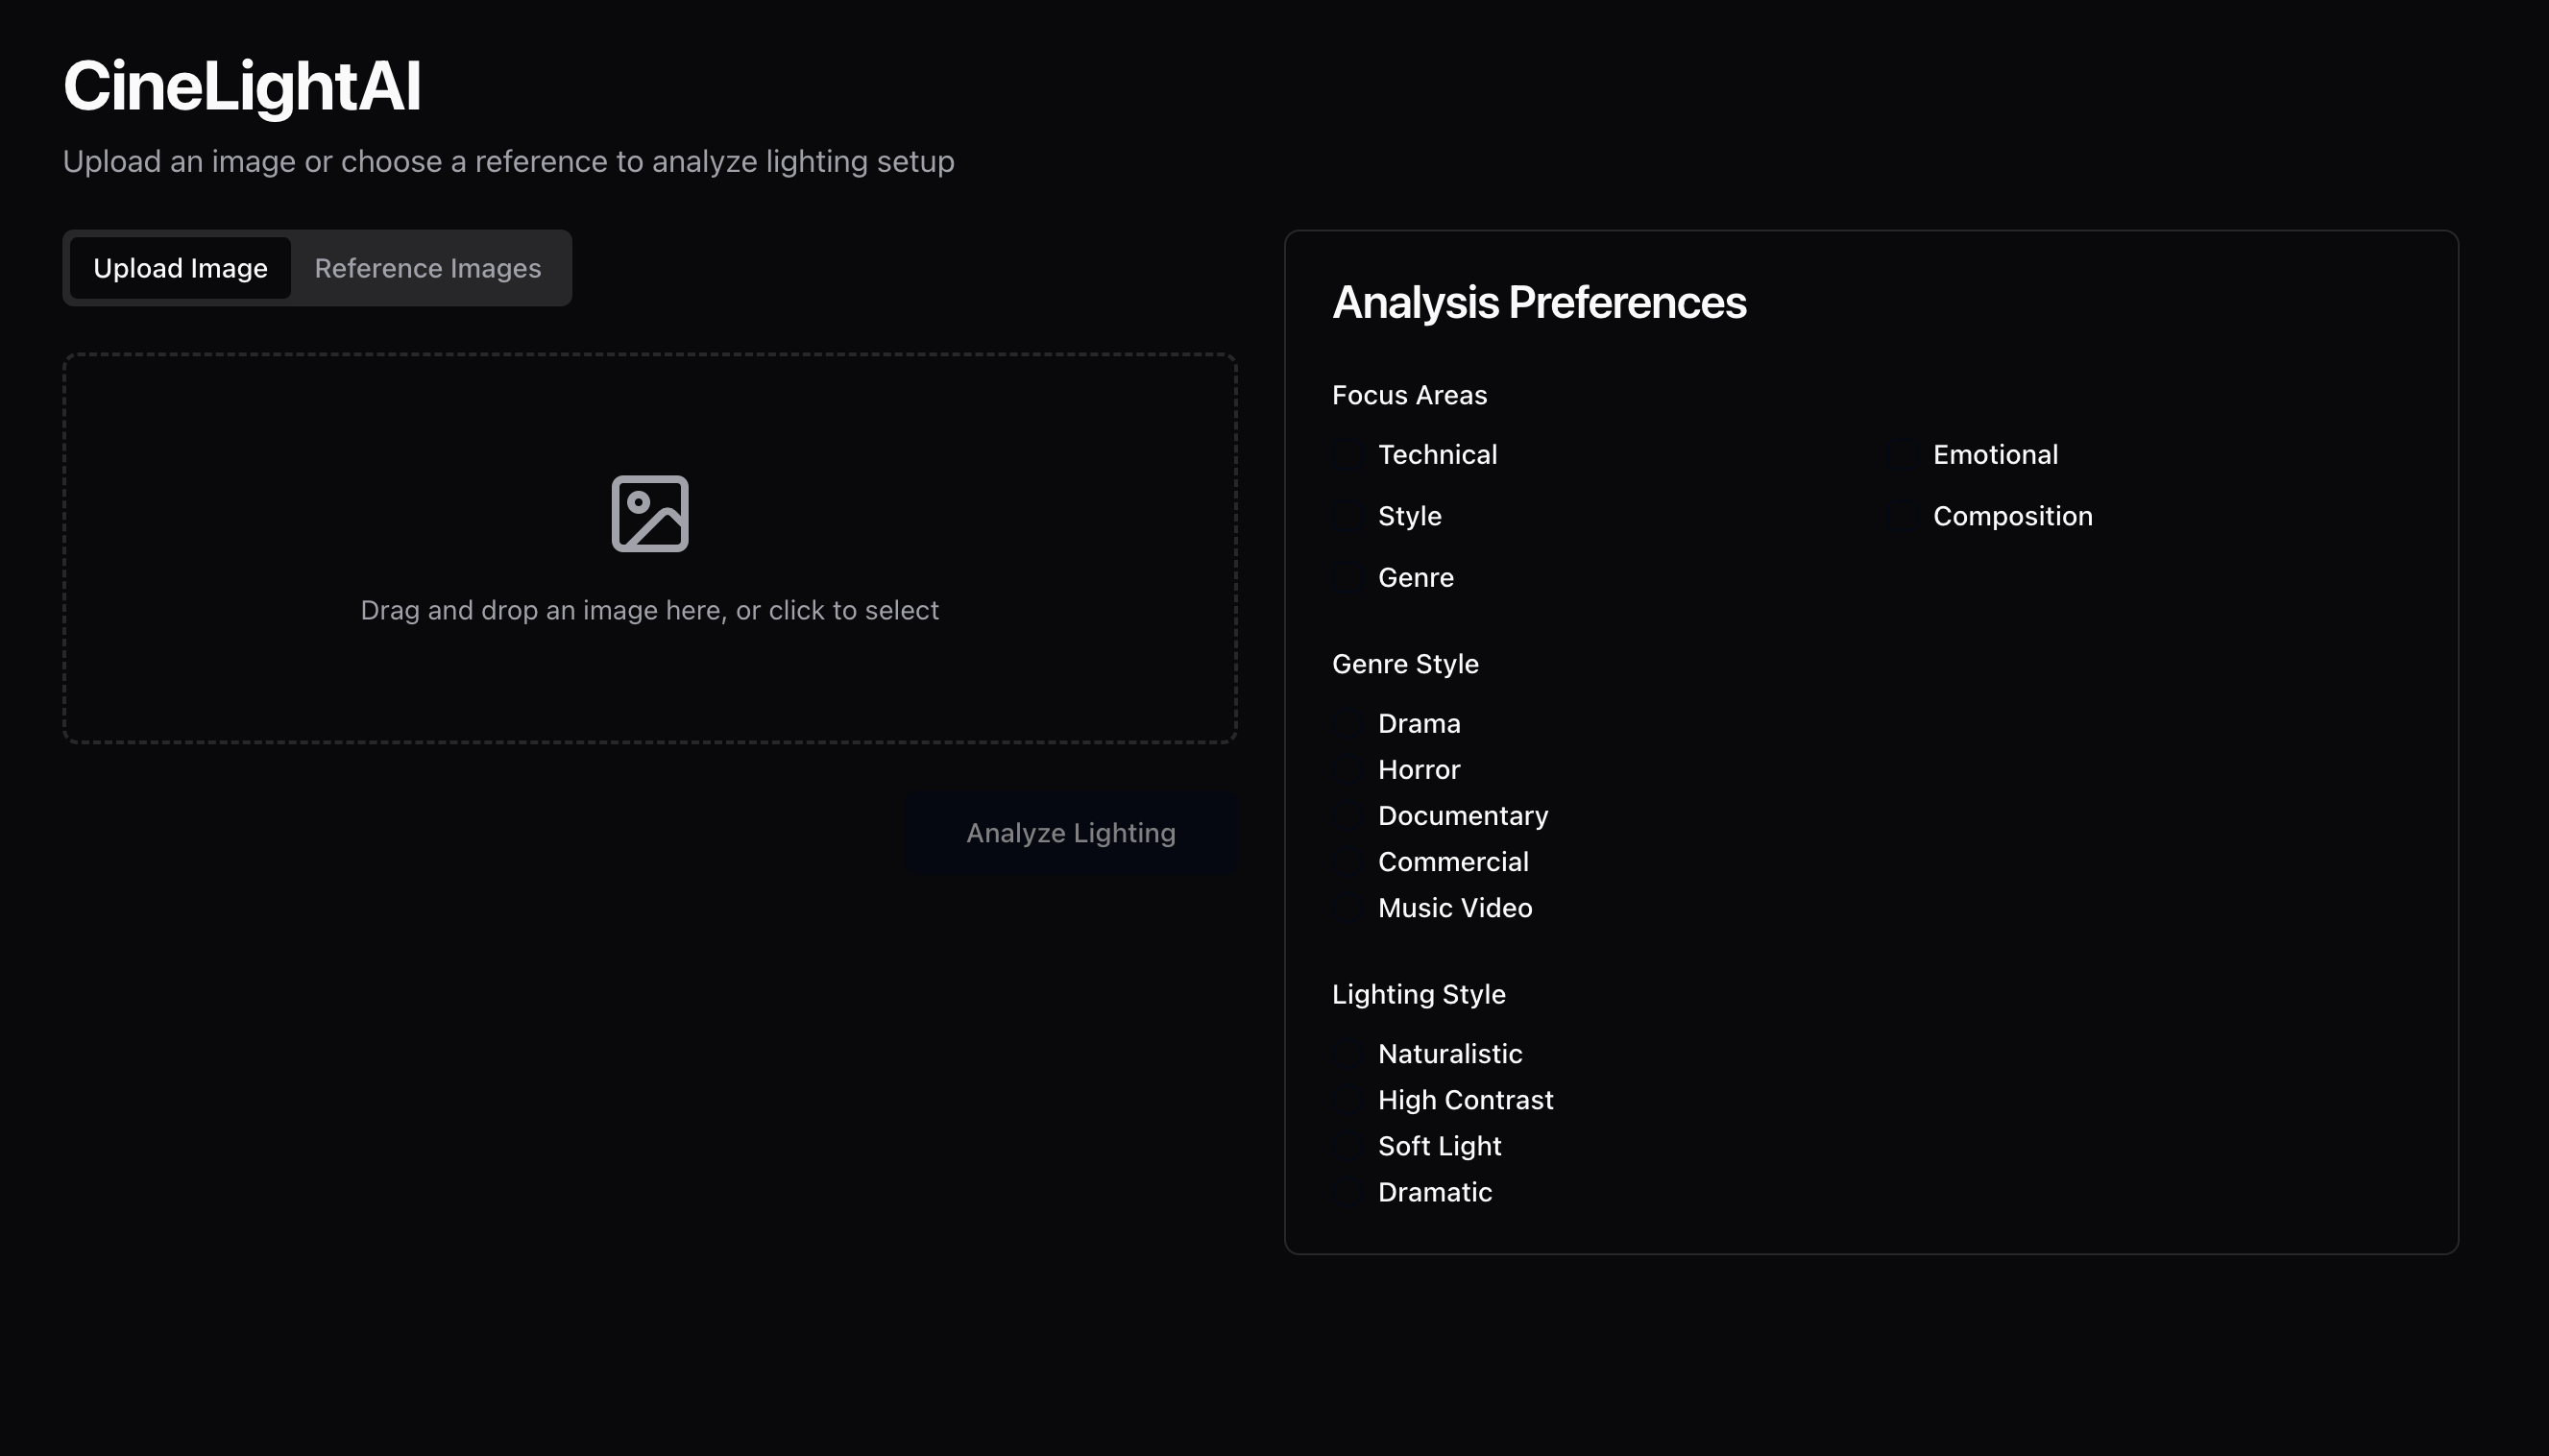 CineLightAI
Upload an image or choose a reference to analyze lighting setup
Upload Image
Reference Images
Drag and drop an image here, or click to select
Analyze Lighting
Analysis Preferences
Focus Areas
Technical
Emotional
Style
Composition
Genre
Genre Style
Drama
Horror
Documentary
Commercial
Music Video
Lighting Style
Naturalistic
High Contrast
Soft Light
Dramatic